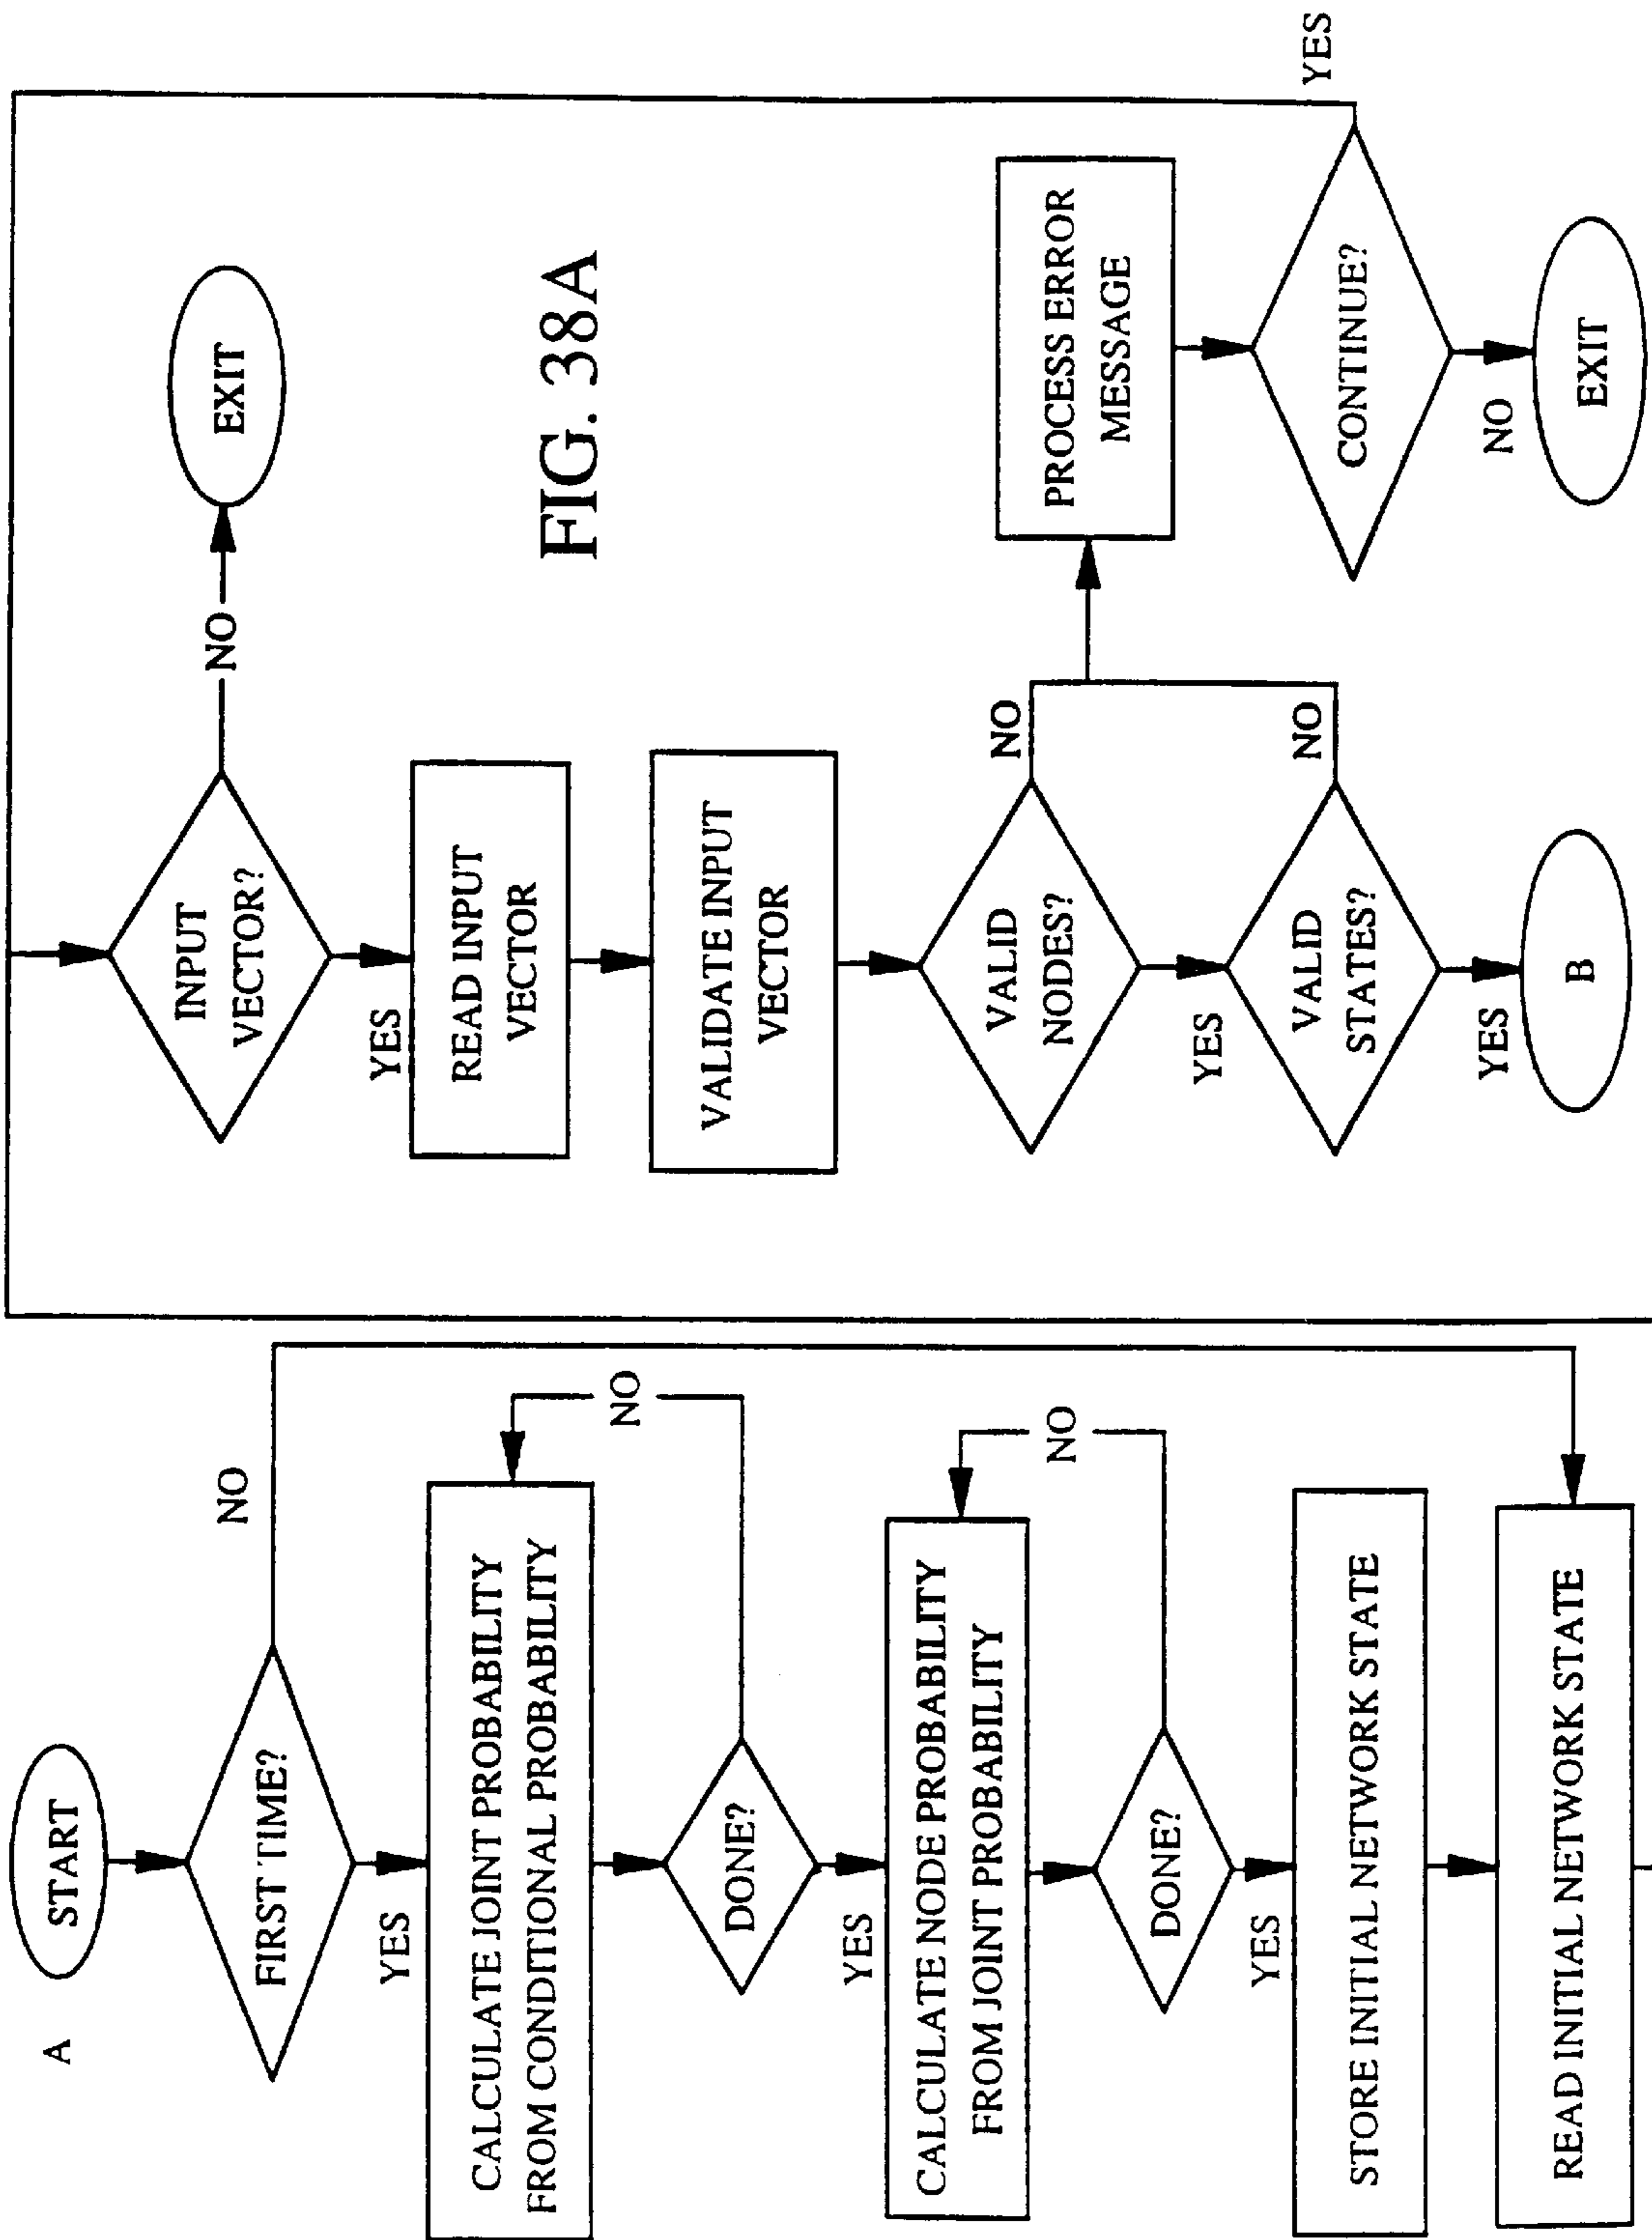 A
START
FIRST TIME?
NO
YES
CALCULATE JOINT PROBABILITY
FROM CONDITIONAL PROBABILITY
NO
DONE?
YES
CALCULATE NODE PROBABILITY
FROM JOINT PROBABILITY
NO
DONE?
YES
STORE INITIAL NETWORK STATE
READ INITIAL NETWORK STATE
INPUT
VECTOR?
NO
EXIT
YES
READ INPUT
VECTOR
VALIDATE INPUT
VECTOR
VALID
NODES?
NO
YES
VALID
STATES?
NO
YES
B
FIG. 38A
PROCESS ERROR
MESSAGE
CONTINUE?
YES
NO
EXIT